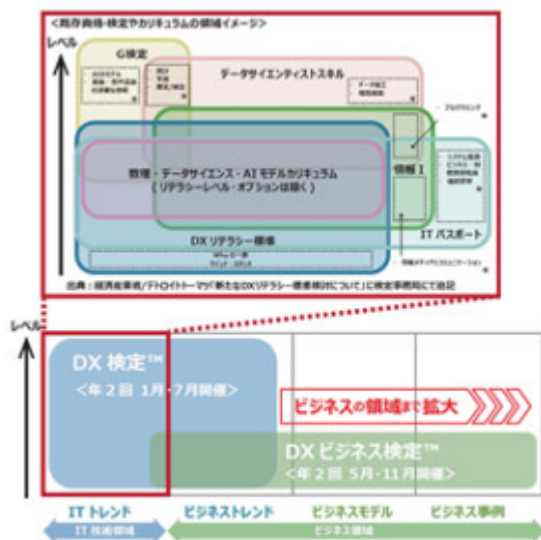 ＜既存資格・検定やカリキュラムの領域イメージ＞
レベル
G検定
データサイエンティストスキル
プログラミング
数理・データサイエンス・AI モデルカリキュラム
（リテラシーレベル・オプションは除く）
情報Ⅰ
IT パスポート
DX リテラシー標準
出典：経済産業省/デロイトトーマツ「新たなDXリテラシー標準検討について」に検定事務局にて追記
レベル
DX 検定™
＜年２回 1月・7月開催＞
ビジネスの領域まで拡大
DX ビジネス検定™
＜年２回 5月・11月開催＞
IT トレンド
ビジネストレンド
ビジネスモデル
ビジネス事例
IT 技術領域
ビジネス領域